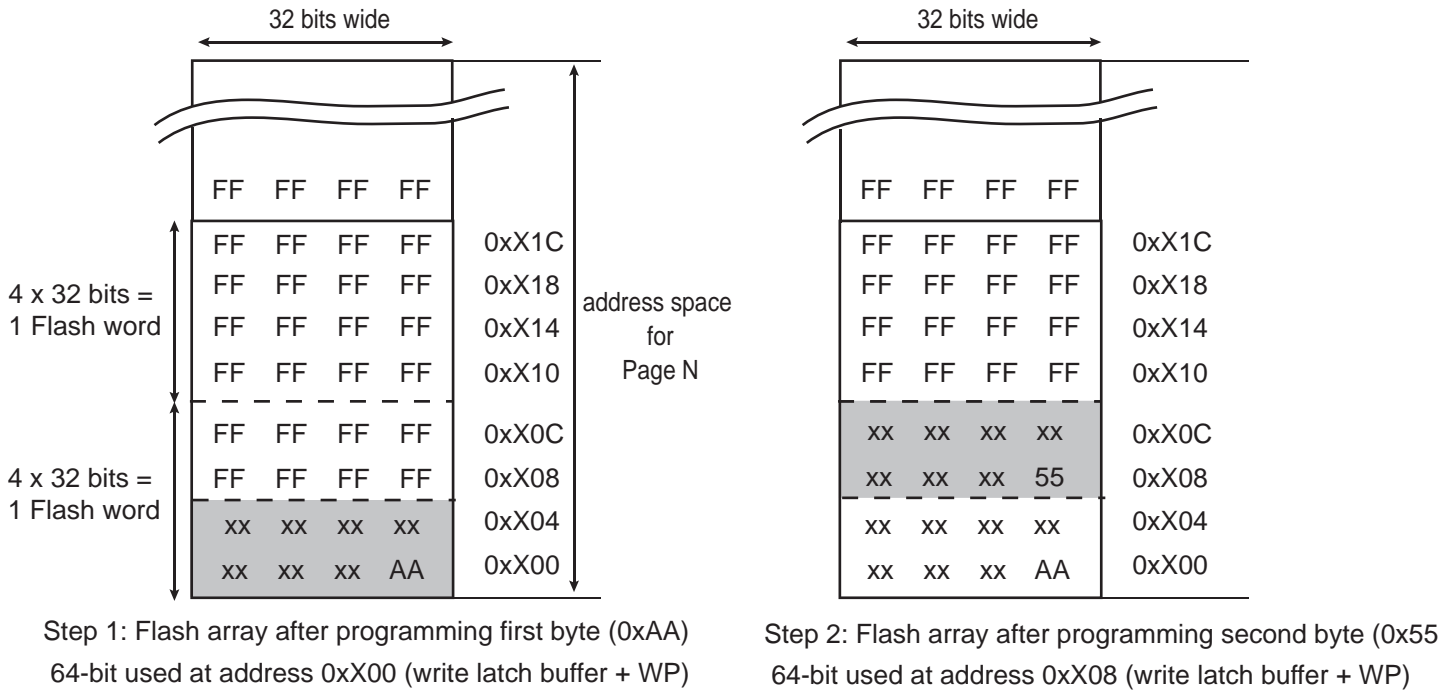 32 bits wide
FF FF FF FF
FF FF FF FF 0xX1C
FF FF FF FF 0xX18
FF FF FF FF 0xX14
FF FF FF FF 0xX10
FF FF FF FF 0xX0C
FF FF FF FF 0xX08
xx xx xx xx 0xX04
xx xx xx AA 0xX00
4 x 32 bits =
1 Flash word
4 x 32 bits =
1 Flash word
address space
for
Page N
Step 1: Flash array after programming first byte (0xAA)
64-bit used at address 0xX00 (write latch buffer + WP)
32 bits wide
FF FF FF FF
FF FF FF FF 0xX1C
FF FF FF FF 0xX18
FF FF FF FF 0xX14
FF FF FF FF 0xX10
xx xx xx xx 0xX0C
xx xx xx 55 0xX08
xx xx xx xx 0xX04
xx xx xx AA 0xX00
Step 2: Flash array after programming second byte (0x55
64-bit used at address 0xX08 (write latch buffer + WP)